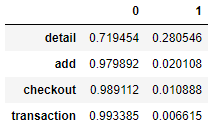 0 1
detail 0.719454 0.280546
add 0.979892 0.020108
checkout 0.989112 0.010888
transaction 0.993385 0.006615